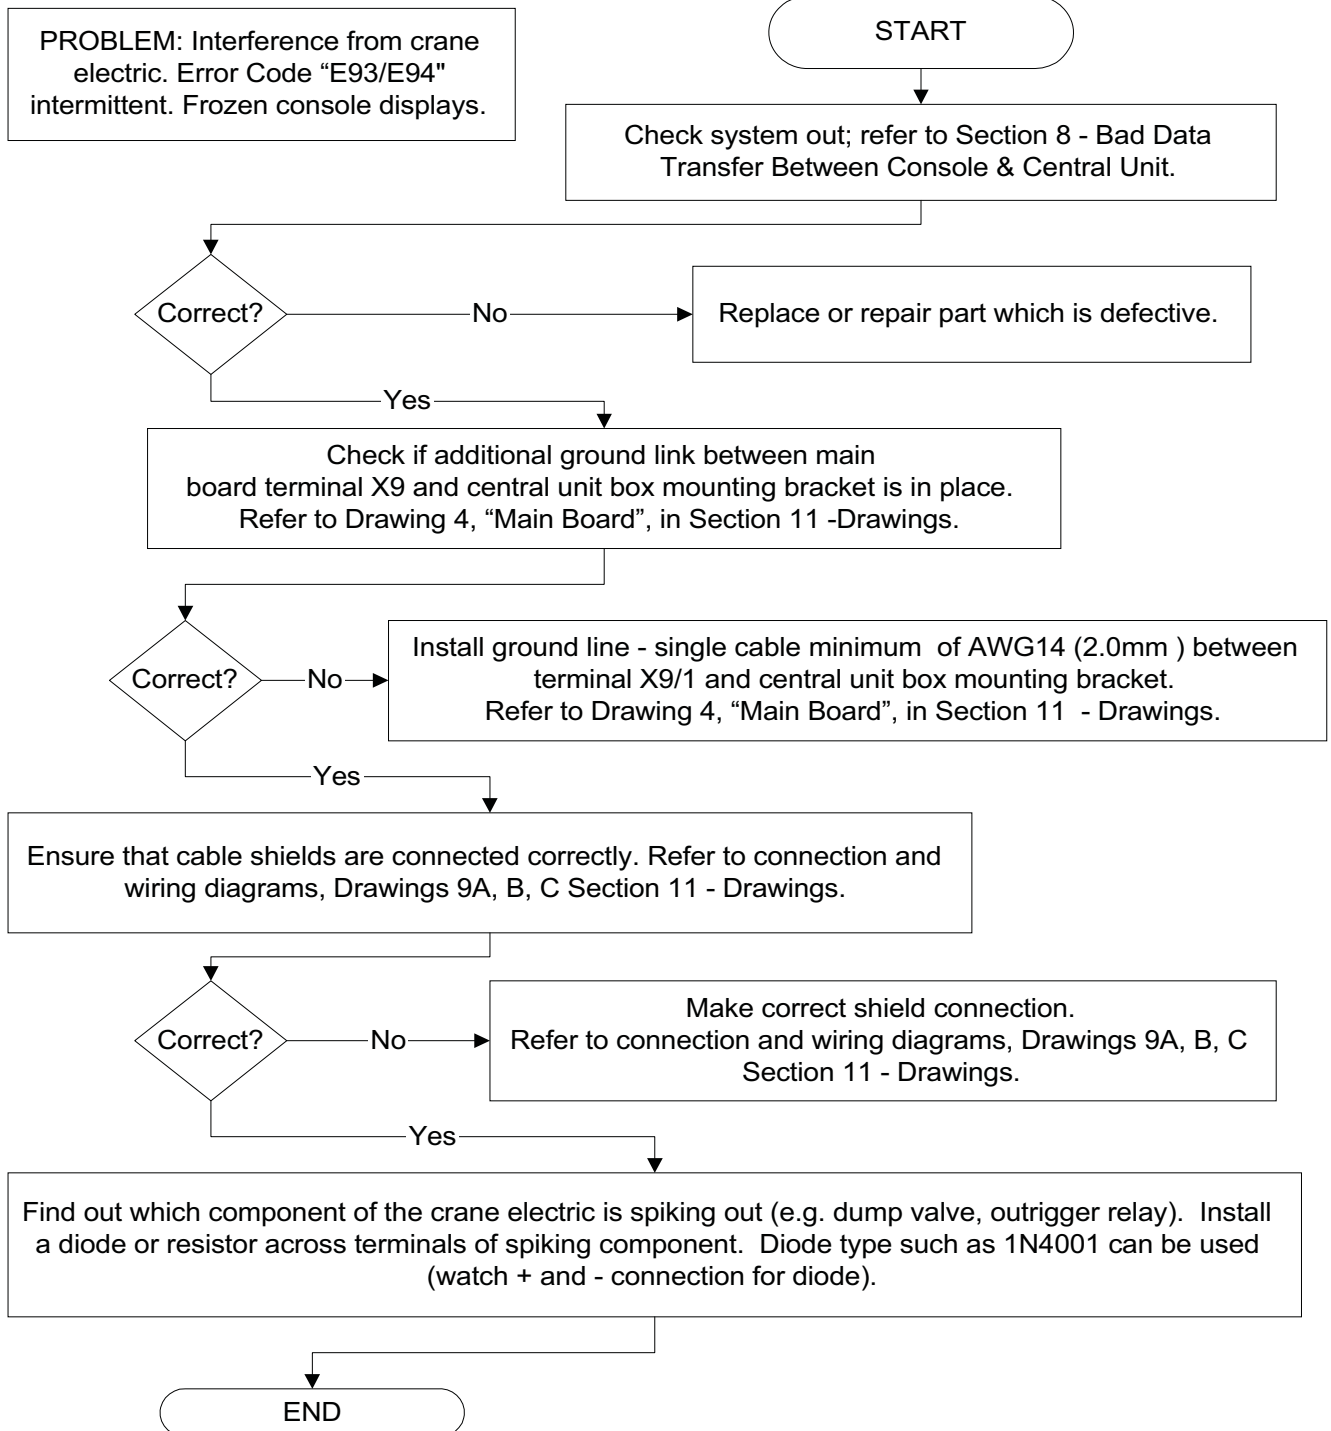 PROBLEM: Interference from crane
electric. Error Code “E93/E94"
intermittent. Frozen console displays.
START
Check system out; refer to Section 8 - Bad Data
Transfer Between Console & Central Unit.
Correct?
No
Replace or repair part which is defective.
Yes
Check if additional ground link between main
board terminal X9 and central unit box mounting bracket is in place.
Refer to Drawing 4, “Main Board”, in Section 11 -Drawings.
Correct?
No
Install ground line - single cable minimum  of AWG14 (2.0mm ) between
terminal X9/1 and central unit box mounting bracket.
Refer to Drawing 4, “Main Board”, in Section 11  - Drawings.
Yes
Ensure that cable shields are connected correctly. Refer to connection and
wiring diagrams, Drawings 9A, B, C Section 11 - Drawings.
Correct?
No
Make correct shield connection.
Refer to connection and wiring diagrams, Drawings 9A, B, C
Section 11 - Drawings.
Yes
Find out which component of the crane electric is spiking out (e.g. dump valve, outrigger relay).  Install
a diode or resistor across terminals of spiking component.  Diode type such as 1N4001 can be used
(watch + and - connection for diode).
END